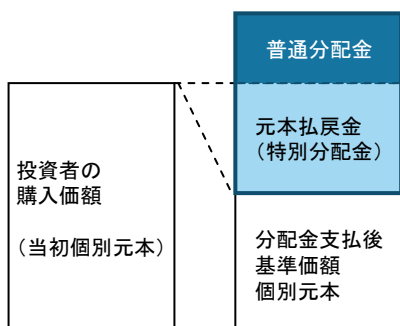 普通分配金
元本払戻金
（特別分配金）
投資者の
購入価額
（当初個別元本）
分配金支払後
基準価額
個別元本